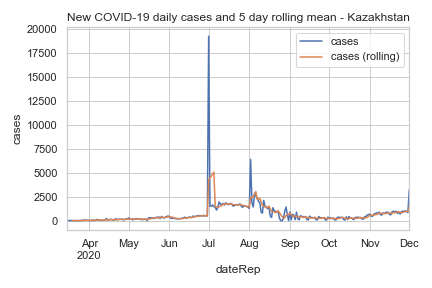 New COVID-19 daily cases and 5 day rolling mean - Kazakhstan
cases
cases (rolling)
20000
17500
15000
12500
10000
7500
5000
2500
0
cases
Apr May Jun Jul Aug Sep Oct Nov Dec
2020
dateRep